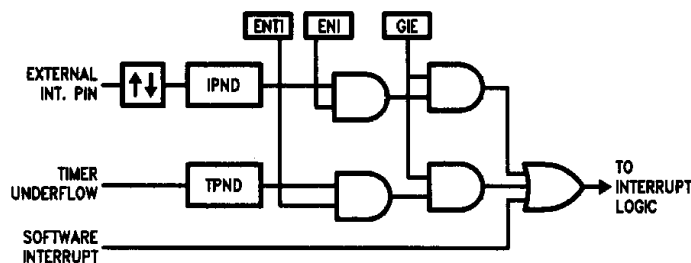 ENTI
ENI
GIE
EXTERNAL
INT. PIN
IPND
TIMER
UNDERFLOW
TPND
TO
INTERRUPT
LOGIC
SOFTWARE
INTERRUPT